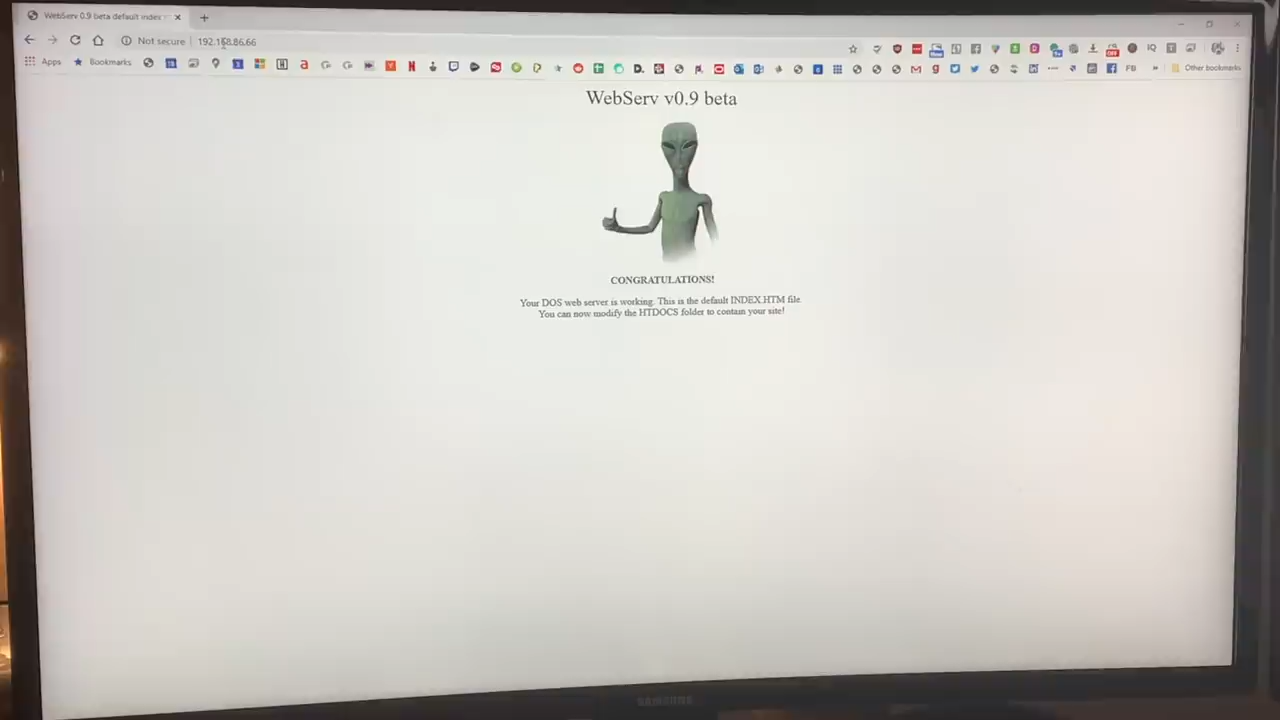 WebServ 0.9 beta default index
Not secure
192.168.86.66
Apps
Bookmarks
FB
Other bookmarks
WebServ v0.9 beta
CONGRATULATIONS!
Your DOS web server is working. This is the default INDEX.HTM file.
You can now modify the HTDOCS folder to contain your site!
SAMSUNG